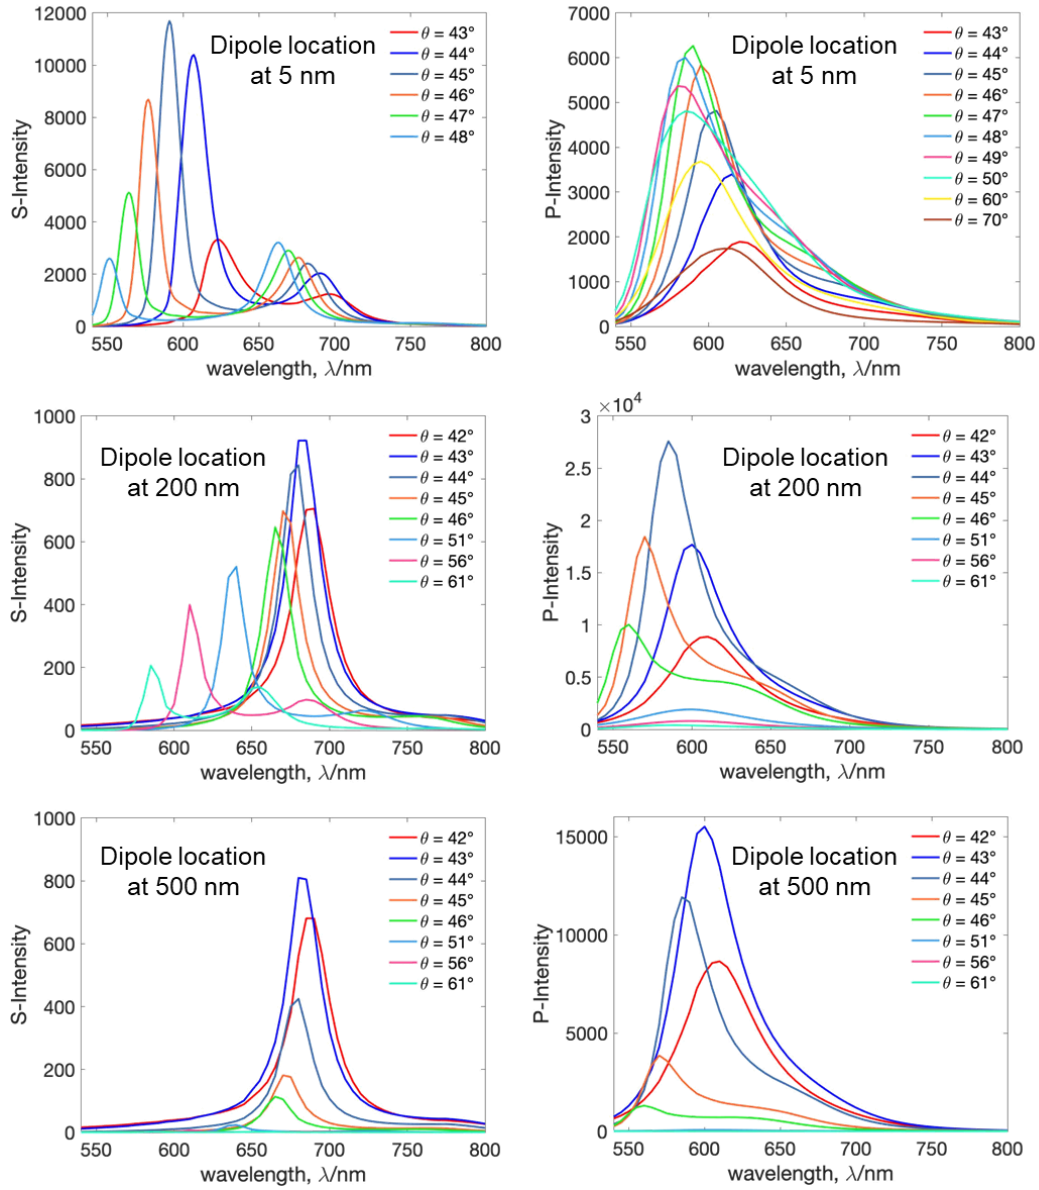 12000
10000
8000
6000
4000
2000
0
S-Intensity
550 600 650 700 750 800
wavelength, λ/nm
Dipole location
at 5 nm
θ = 43°
θ = 44°
θ = 45°
θ = 46°
θ = 47°
θ = 48°
7000
6000
5000
4000
3000
2000
1000
0
P-Intensity
550 600 650 700 750 800
wavelength, λ/nm
Dipole location
at 5 nm
θ = 43°
θ = 44°
θ = 45°
θ = 46°
θ = 47°
θ = 48°
θ = 49°
θ = 50°
θ = 60°
θ = 70°
1000
800
600
400
200
0
S-Intensity
550 600 650 700 750 800
wavelength, λ/nm
Dipole location
at 200 nm
θ = 42°
θ = 43°
θ = 44°
θ = 45°
θ = 46°
θ = 51°
θ = 56°
θ = 61°
×10⁴
3
2.5
2
1.5
1
0.5
0
P-Intensity
550 600 650 700 750 800
wavelength, λ/nm
Dipole location
at 200 nm
θ = 42°
θ = 43°
θ = 44°
θ = 45°
θ = 46°
θ = 51°
θ = 56°
θ = 61°
1000
800
600
400
200
0
S-Intensity
550 600 650 700 750 800
wavelength, λ/nm
Dipole location
at 500 nm
θ = 42°
θ = 43°
θ = 44°
θ = 45°
θ = 46°
θ = 51°
θ = 56°
θ = 61°
15000
10000
5000
0
P-Intensity
550 600 650 700 750 800
wavelength, λ/nm
Dipole location
at 500 nm
θ = 42°
θ = 43°
θ = 44°
θ = 45°
θ = 46°
θ = 51°
θ = 56°
θ = 61°